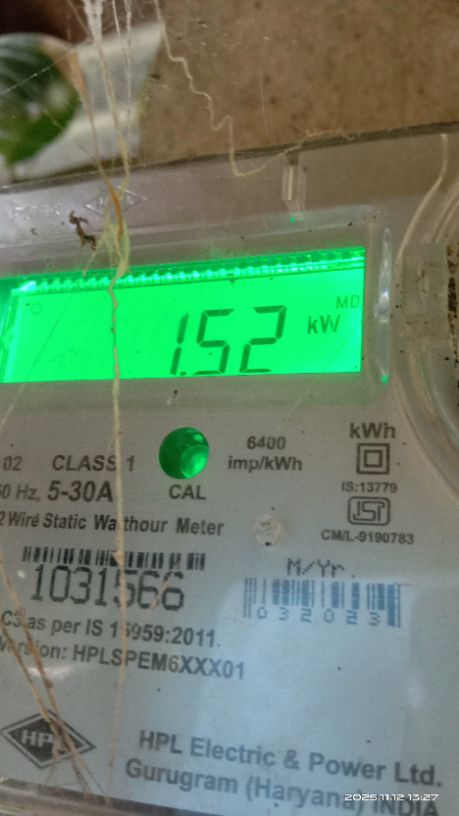 MD
1.52 kW
02 CLASS 1
6400
imp/kWh
kWh
50 Hz, 5-30A
CAL
IS:13779
ISI
2 Wire Static Watthour Meter
CM/L-9190783
M/Yr.
1031566
032023
C3 as per IS 15959:2011
Version: HPLSPEM6XXX01
HPL
HPL Electric & Power Ltd.
Gurugram (Haryana) INDIA
2025.11.12 13:27